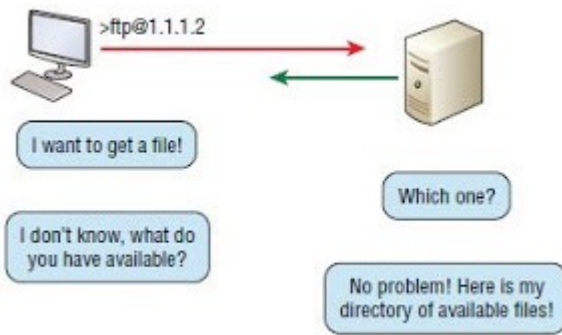 >ftp@1.1.1.2
I want to get a file!
Which one?
I don't know, what do
you have available?
No problem! Here is my
directory of available files!